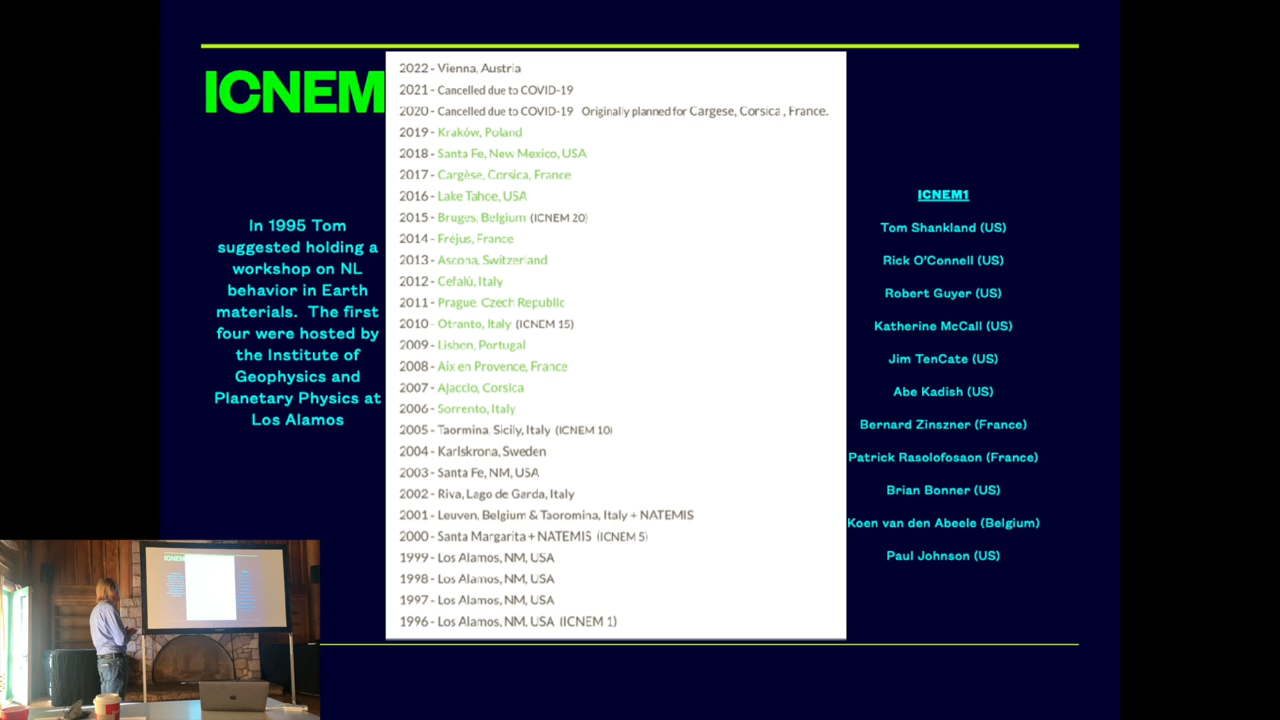 ICNEM
In 1995 Tom
suggested holding a
workshop on NL
behavior in Earth
materials. The first
four were hosted by
the Institute of
Geophysics and
Planetary Physics at
Los Alamos
2022 - Vienna, Austria
2021 - Cancelled due to COVID-19
2020 - Cancelled due to COVID-19 Originally planned for Cargese, Corsica , France.
2019 - Kraków, Poland
2018 - Santa Fe, New Mexico, USA
2017 - Cargèse, Corsica, France
2016 - Lake Tahoe, USA
2015 - Bruges, Belgium (ICNEM 20)
2014 - Fréjus, France
2013 - Ascona, Switzerland
2012 - Cefalù, Italy
2011 - Prague, Czech Republic
2010 - Otranto, Italy (ICNEM 15)
2009 - Lisbon, Portugal
2008 - Aix en Provence, France
2007 - Ajaccio, Corsica
2006 - Sorrento, Italy
2005 - Taormina, Sicily, Italy (ICNEM 10)
2004 - Karlskrona, Sweden
2003 - Santa Fe, NM, USA
2002 - Riva, Lago de Garda, Italy
2001 - Leuven, Belgium & Taoromina, Italy + NATEMIS
2000 - Santa Margarita + NATEMIS (ICNEM 5)
1999 - Los Alamos, NM, USA
1998 - Los Alamos, NM, USA
1997 - Los Alamos, NM, USA
1996 - Los Alamos, NM, USA (ICNEM 1)
ICNEM1
Tom Shankland (US)
Rick O'Connell (US)
Robert Guyer (US)
Katherine McCall (US)
Jim TenCate (US)
Abe Kadish (US)
Bernard Zinszner (France)
Patrick Rasolofosaon (France)
Brian Bonner (US)
Koen van den Abeele (Belgium)
Paul Johnson (US)